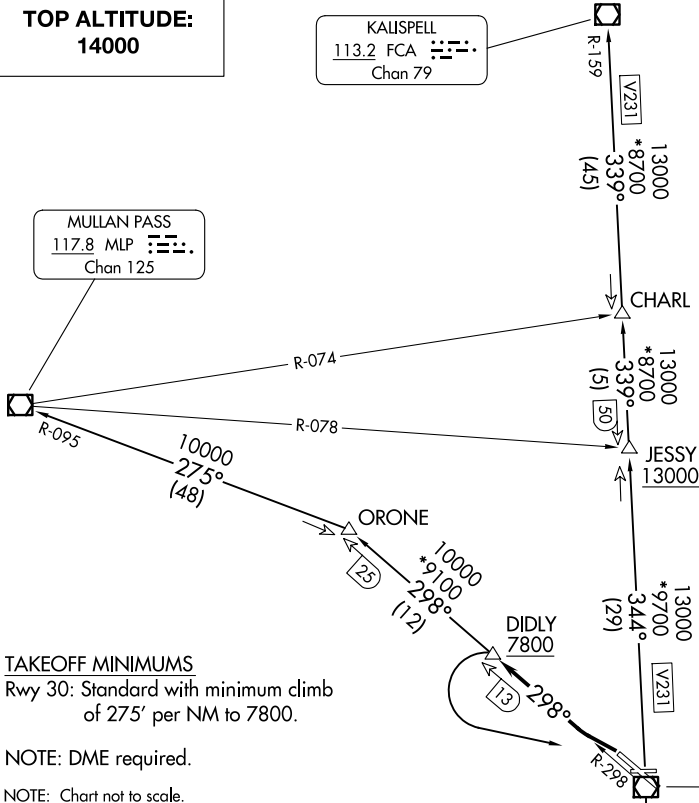 TOP ALTITUDE:
14000
KALISPELL
113.2 FCA
Chan 79
R-159
V231
13000
*8700
339°
(45)
MULLAN PASS
117.8 MLP
Chan 125
CHARL
R-074
13000
*8700
339°
(5)
50
R-078
R-095
JESSY
13000
10000
275°
(48)
ORONE
25
10000
*9100
298°
(12)
13000
*9700
344°
(29)
DIDLY
7800
13
298°
V231
R-298
TAKEOFF MINIMUMS
Rwy 30: Standard with minimum climb
of 275' per NM to 7800.
NOTE: DME required.
NOTE: Chart not to scale.